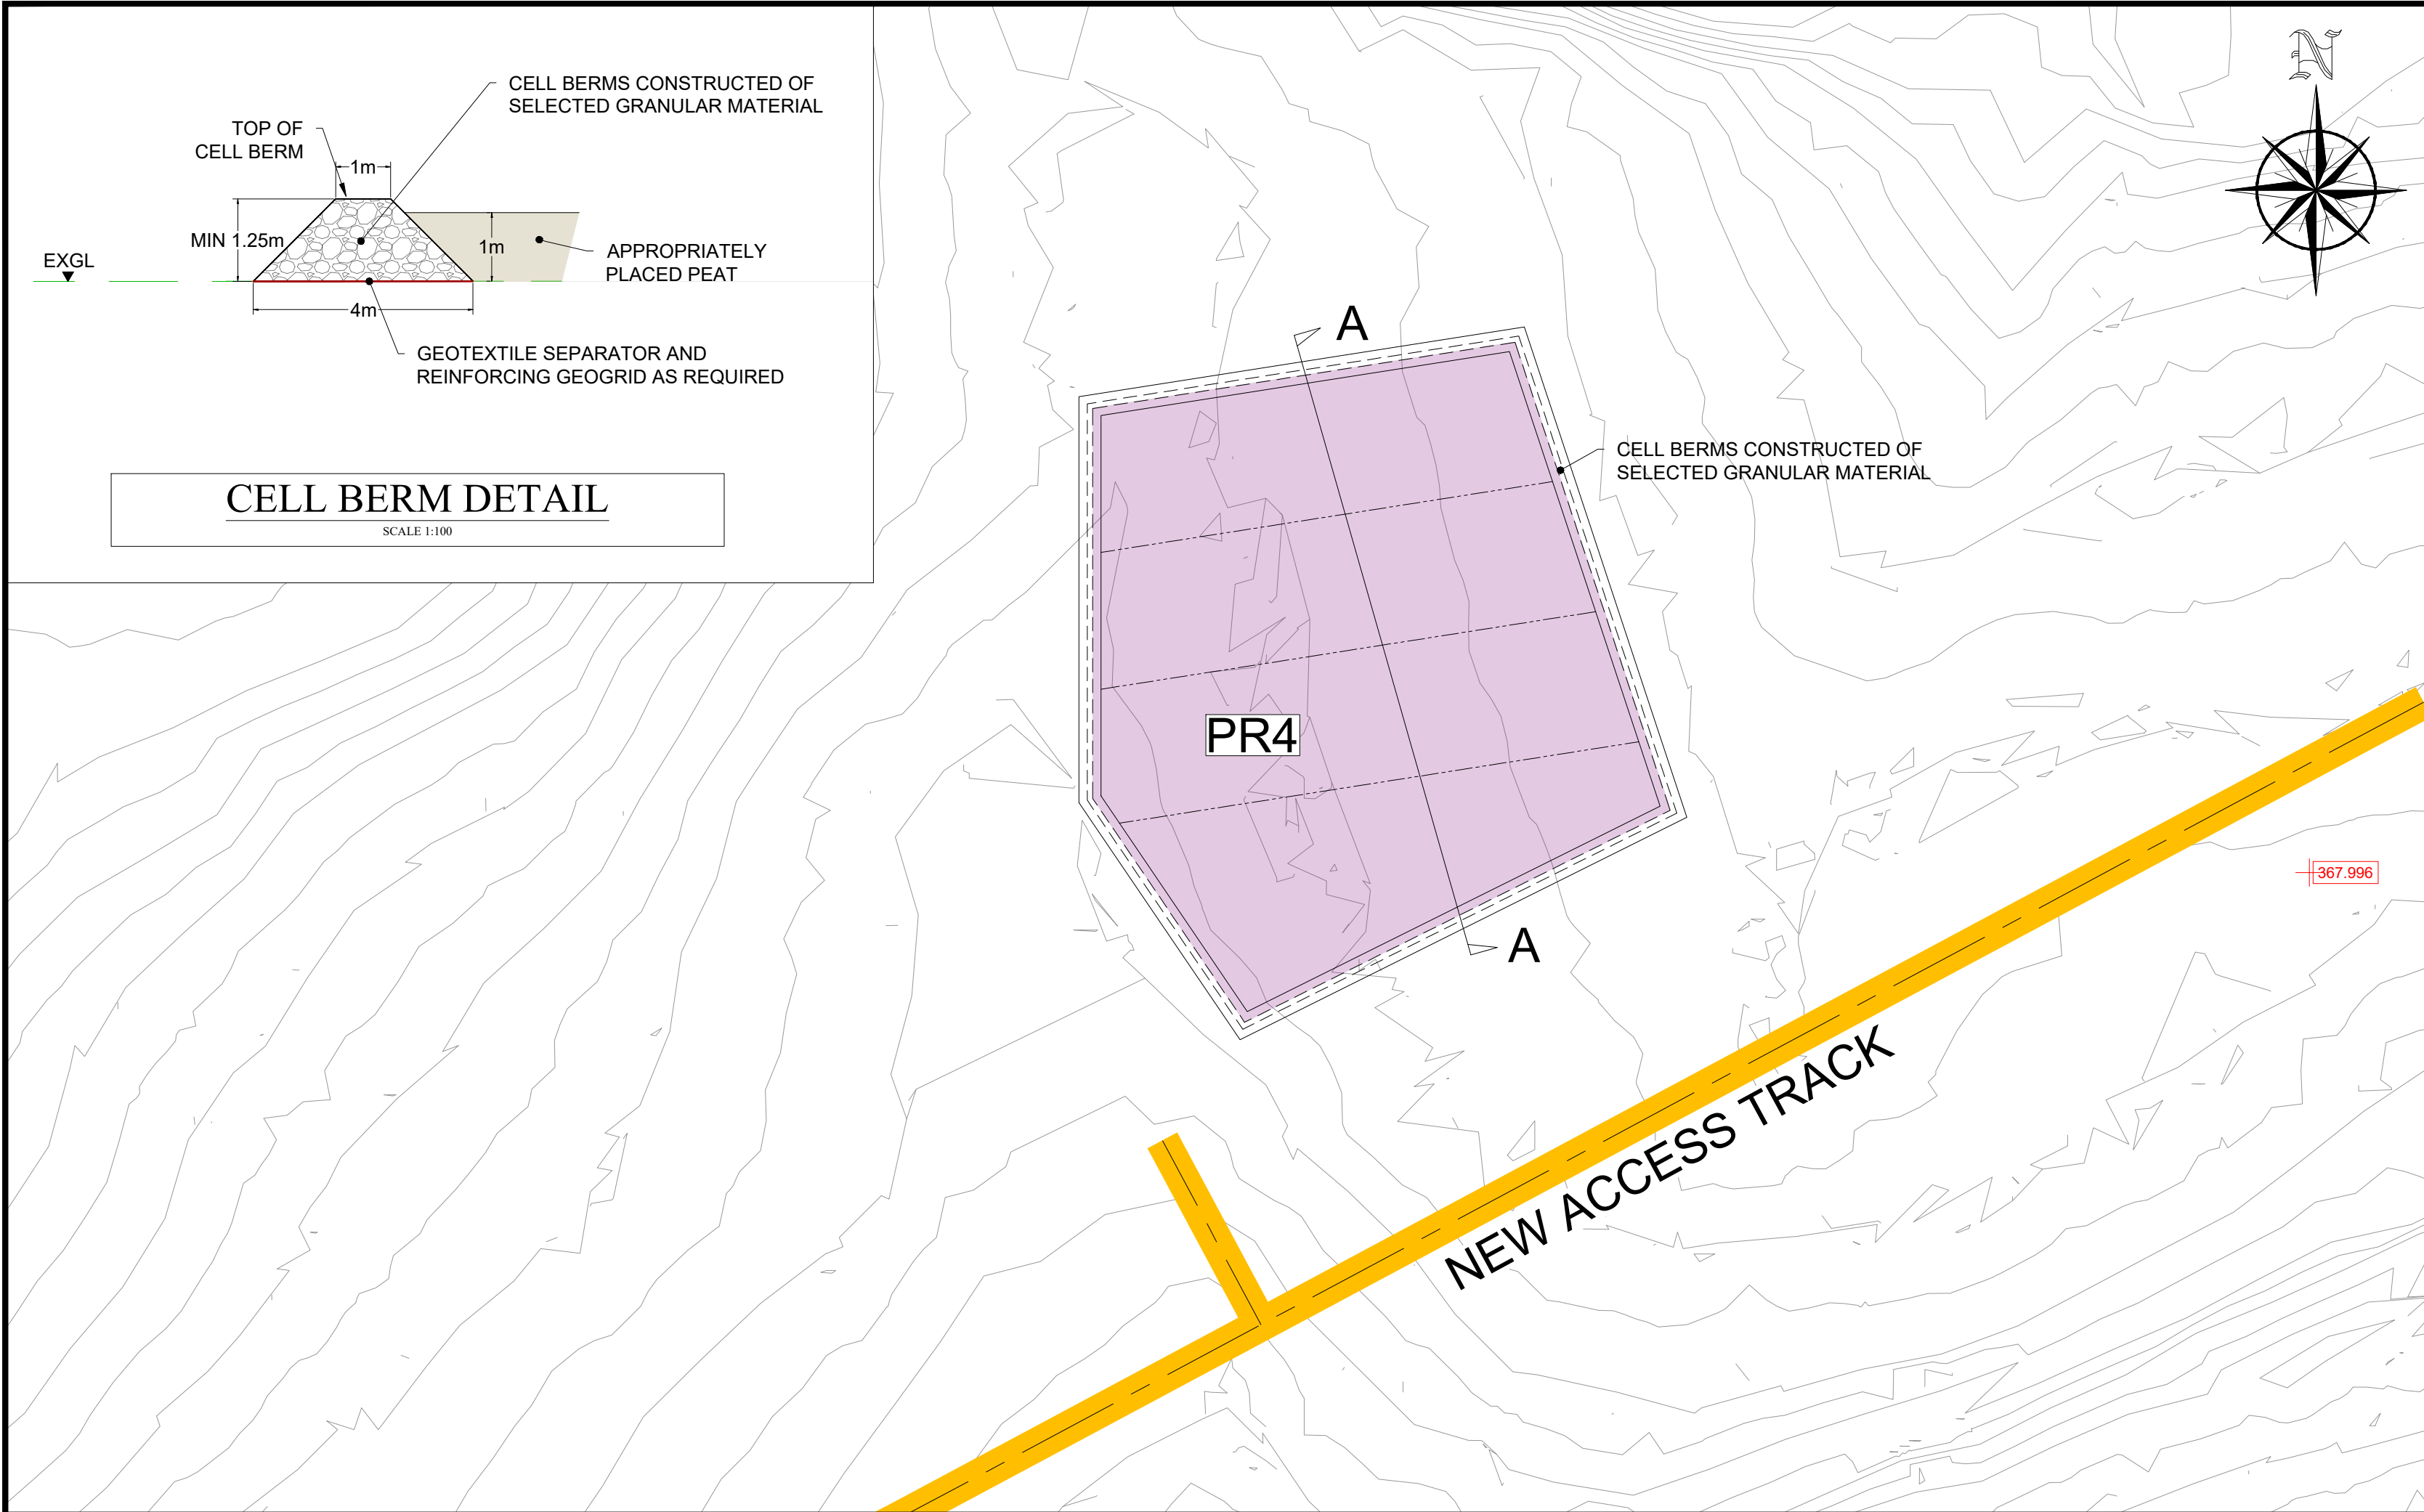 CELL BERMS CONSTRUCTED OF
SELECTED GRANULAR MATERIAL
TOP OF
CELL BERM
1m
MIN 1.25m
1m
EXGL
APPROPRIATELY
PLACED PEAT
4m
GEOTEXTILE SEPARATOR AND
REINFORCING GEOGRID AS REQUIRED
CELL BERM DETAIL
SCALE 1:100
N
A
CELL BERMS CONSTRUCTED OF
SELECTED GRANULAR MATERIAL
PR4
A
367.996
NEW ACCESS TRACK